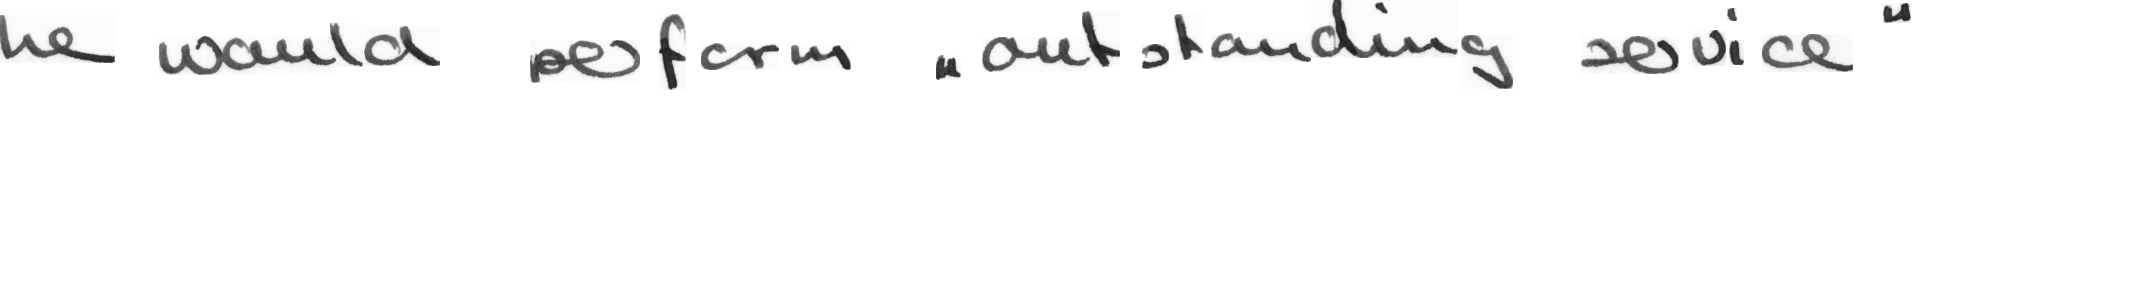 he would perform „outstanding service"